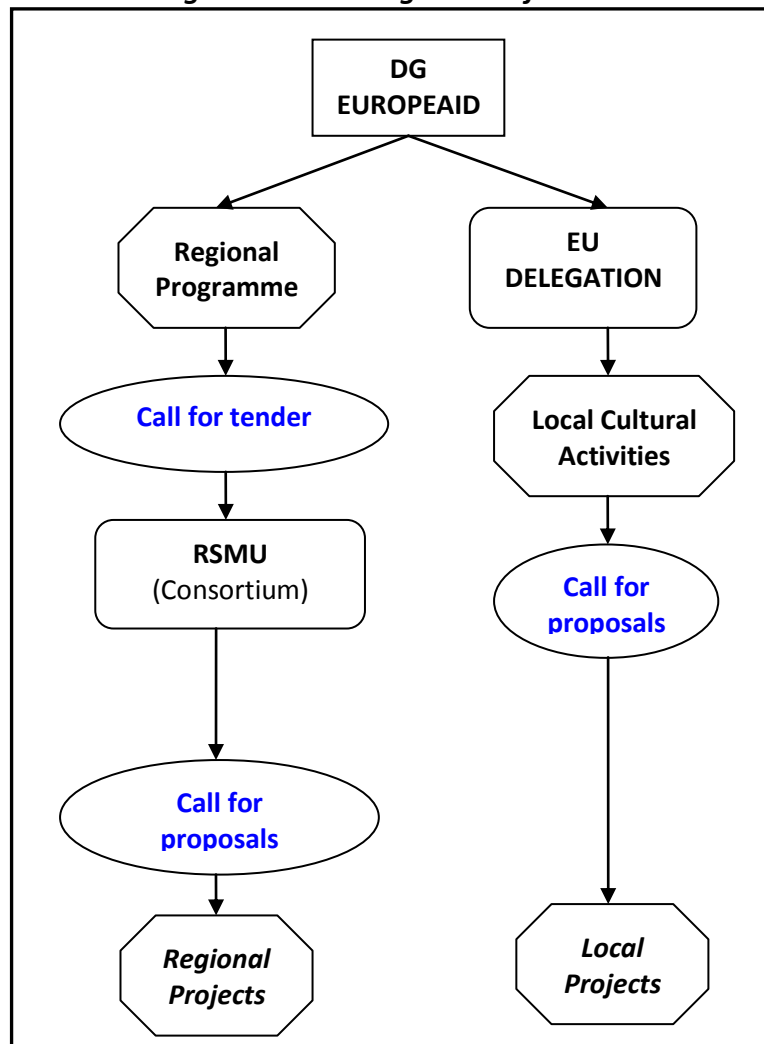 DG
EUROPEAID
Regional
Programme
EU
DELEGATION
Call for tender
Local Cultural
Activities
RSMU
(Consortium)
Call for
proposals
Call for
proposals
Regional
Projects
Local
Projects